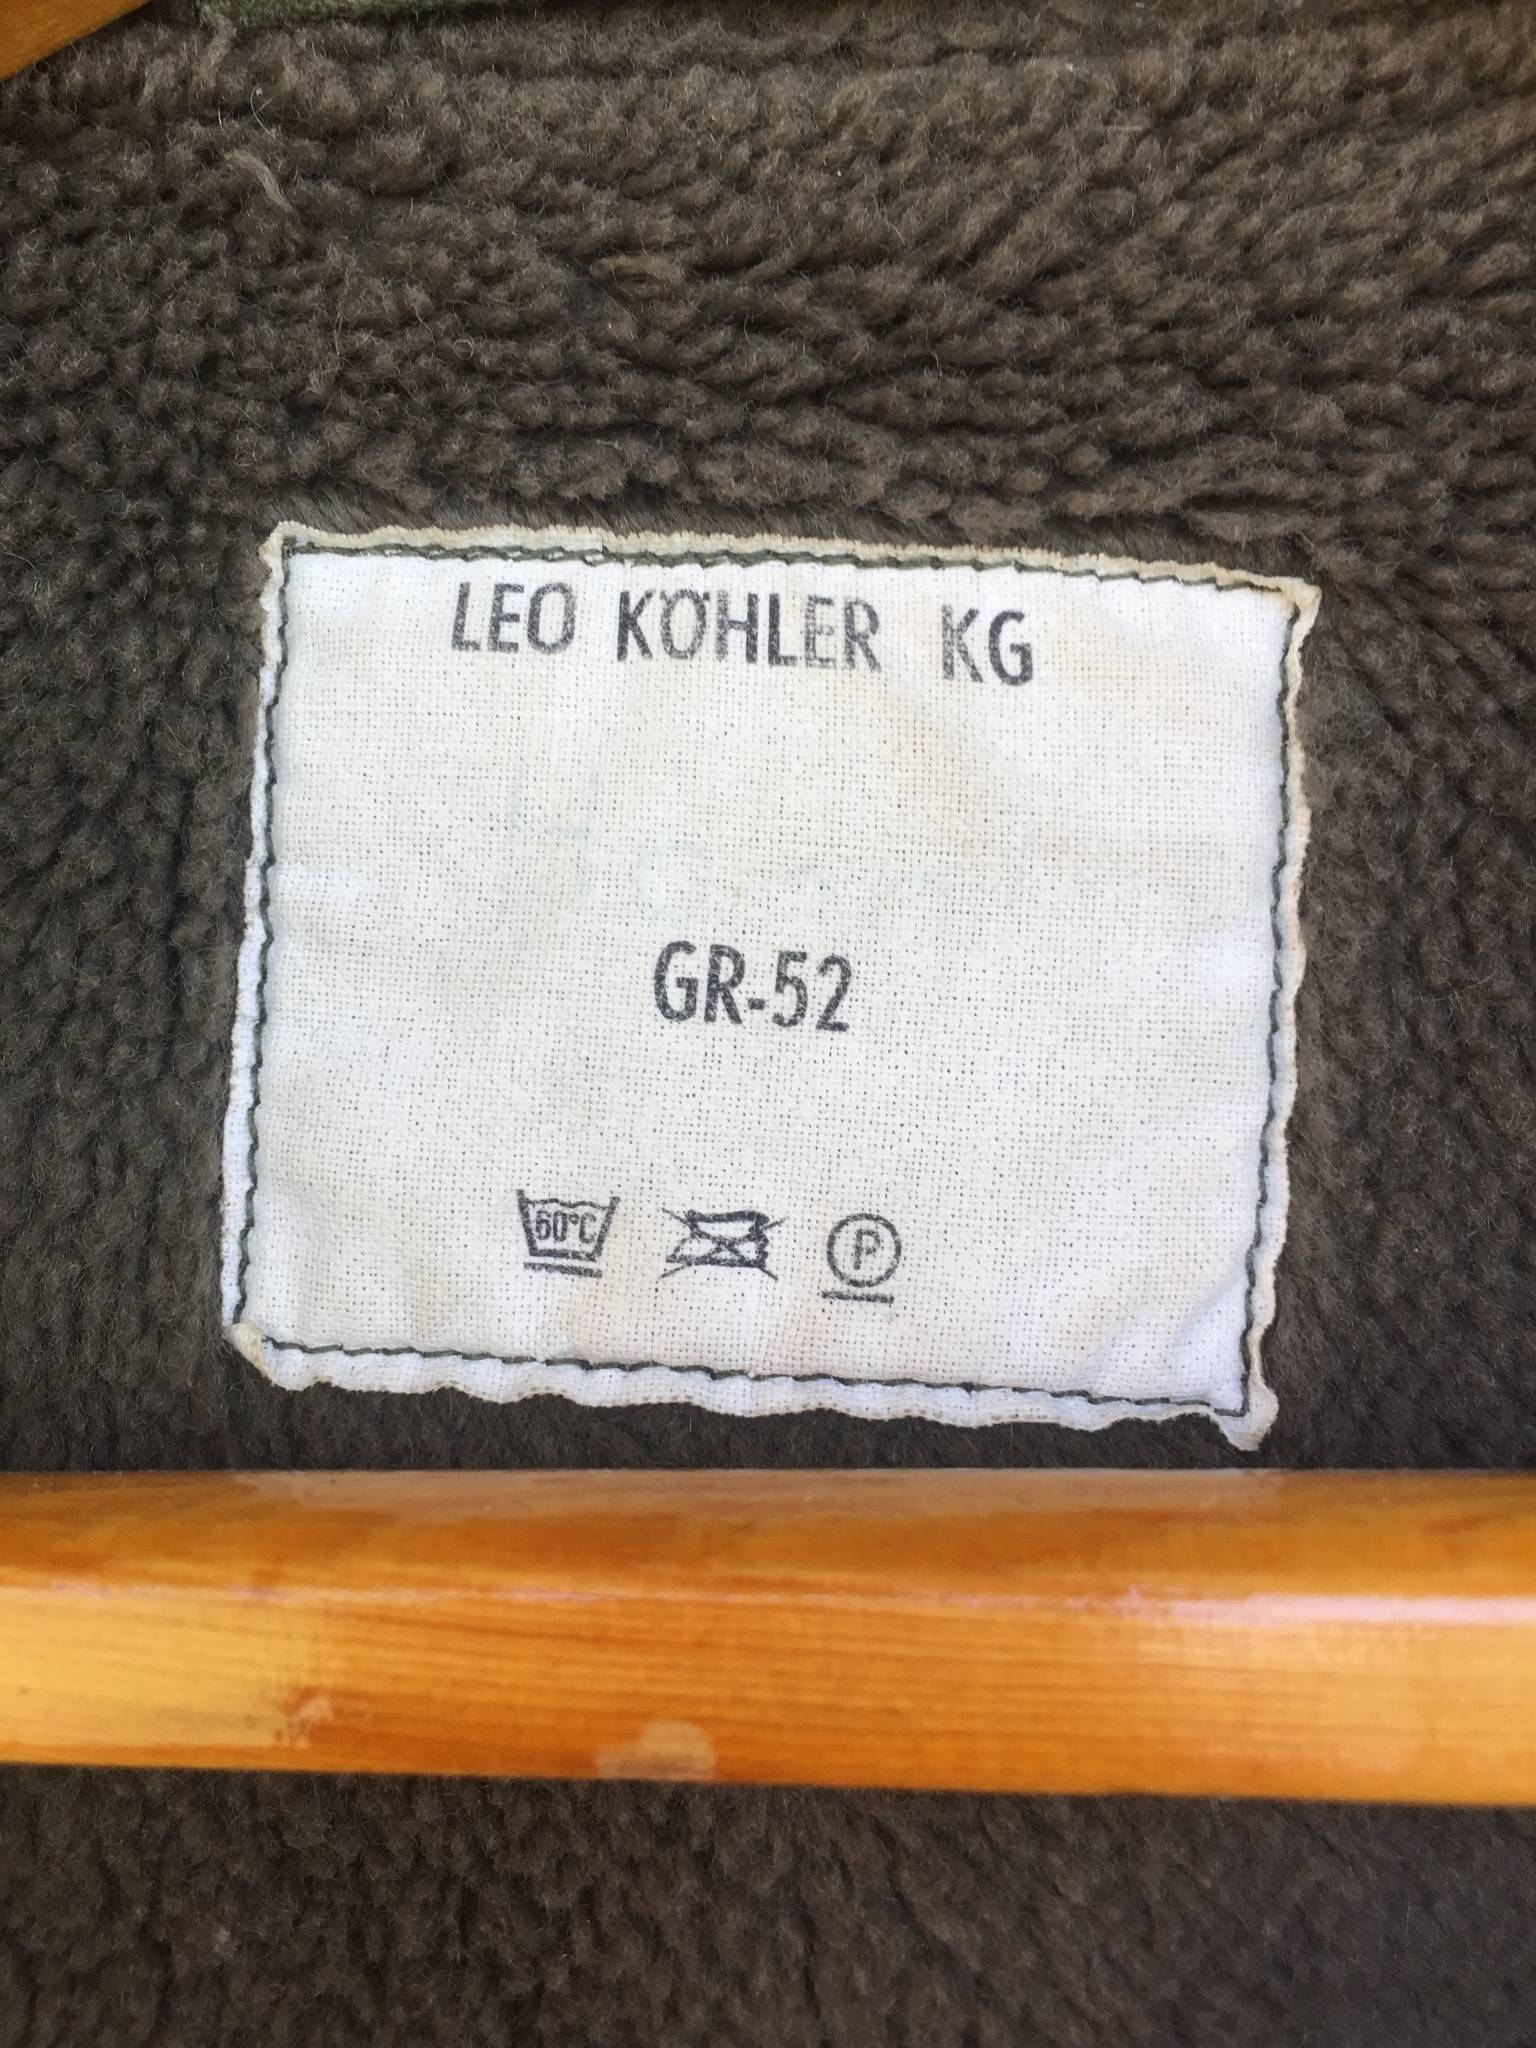 LEO KÖHLER KG
GR-52
60°C P